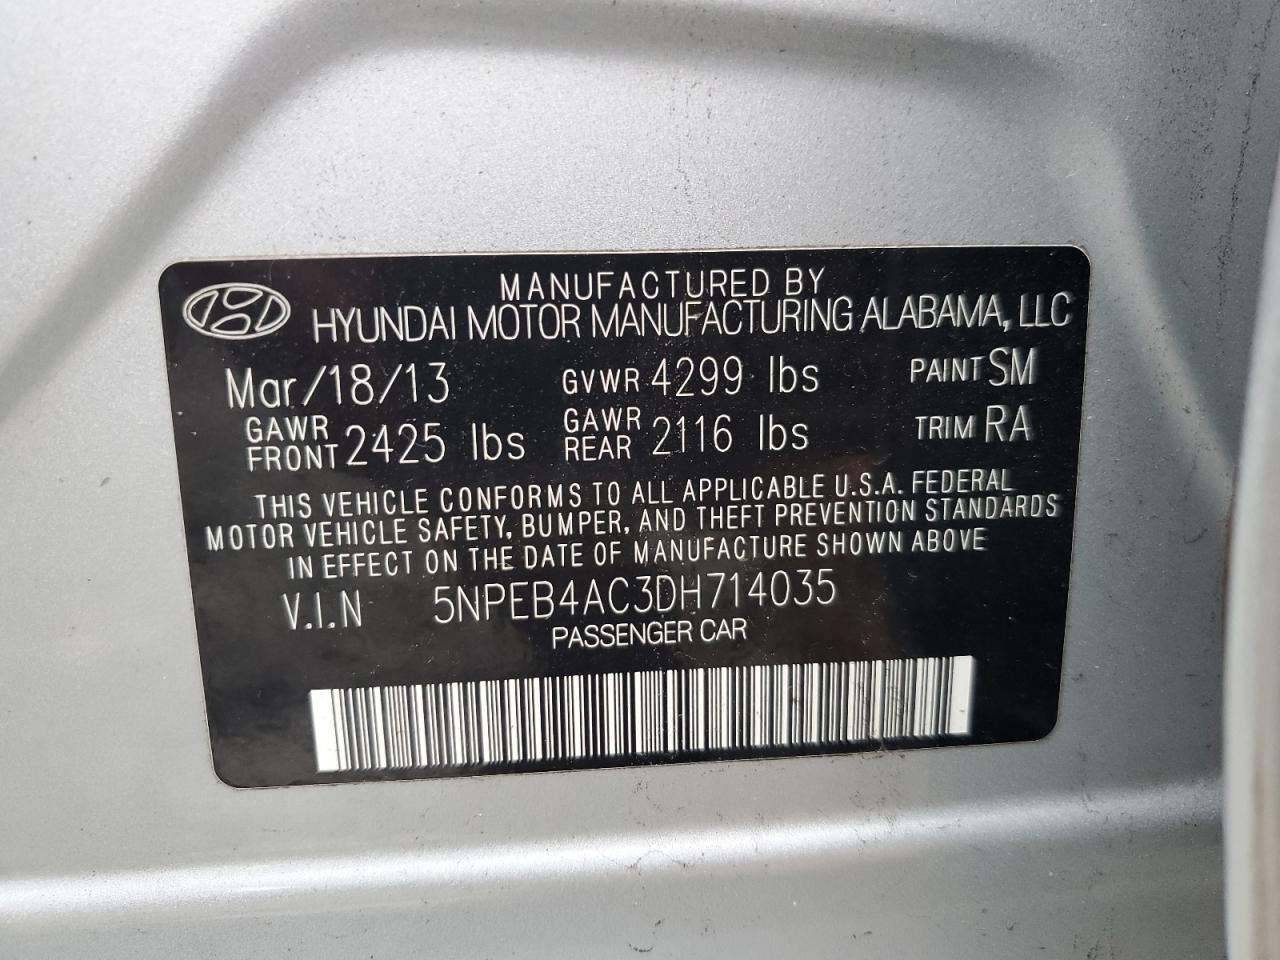 MANUFACTURED BY
HYUNDAI MOTOR MANUFACTURING ALABAMA, LLC
Mar/18/13 GVWR 4299 lbs PAINT SM
GAWR FRONT 2425 lbs GAWR REAR 2116 lbs TRIM RA
THIS VEHICLE CONFORMS TO ALL APPLICABLE U.S.A. FEDERAL
MOTOR VEHICLE SAFETY, BUMPER, AND THEFT PREVENTION STANDARDS
IN EFFECT ON THE DATE OF MANUFACTURE SHOWN ABOVE
V.I.N 5NPEB4AC3DH714035
PASSENGER CAR